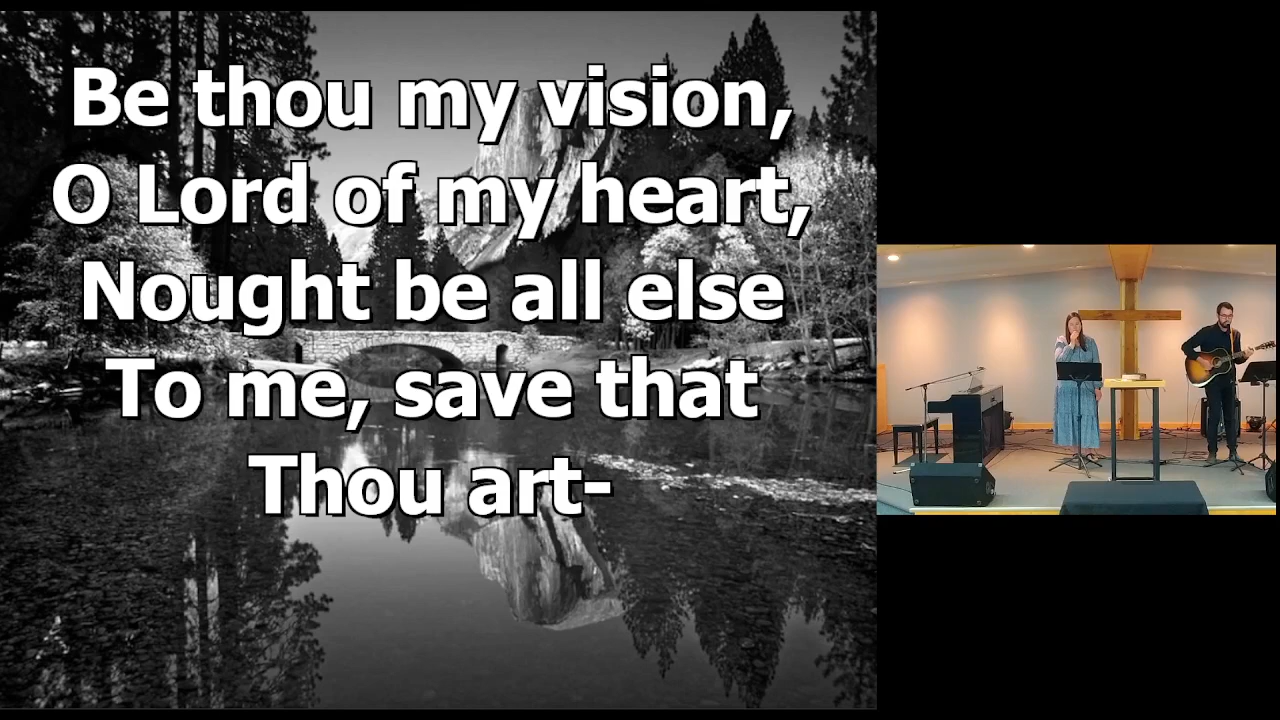 Be thou my vision,
O Lord of my heart,
Nought be all else
To me, save that
Thou art-